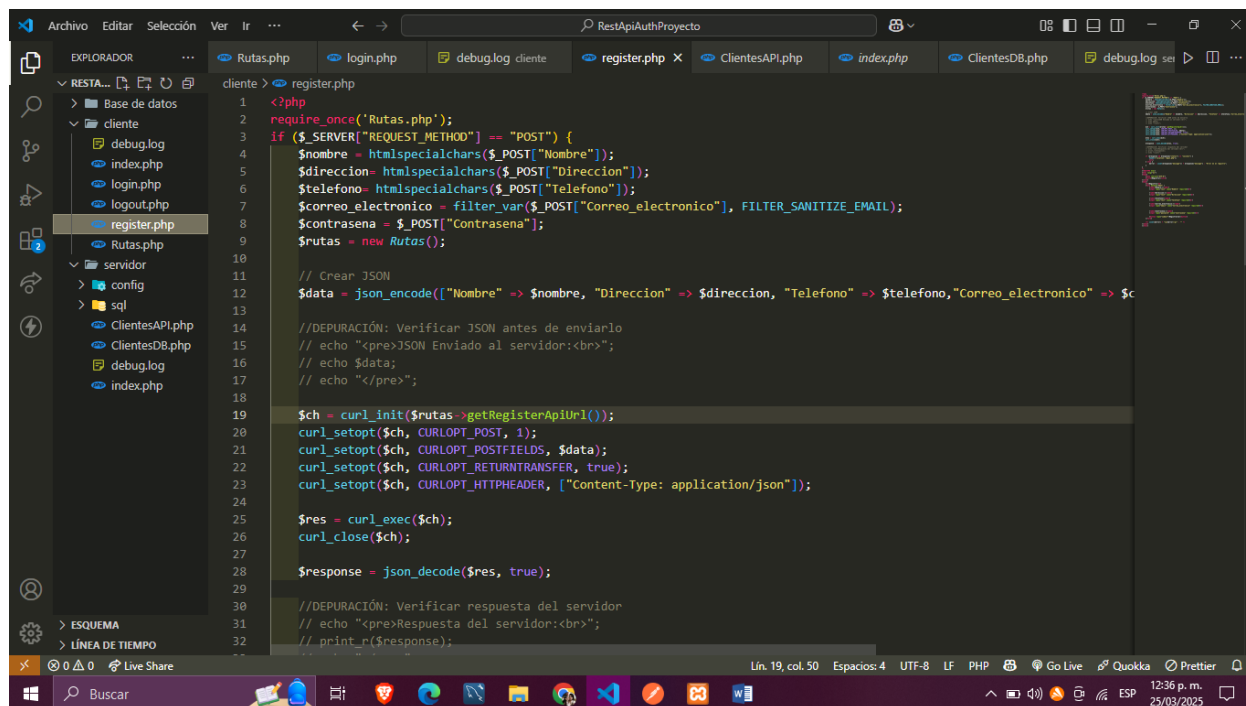 Archivo Editar Selección Ver Ir ··· RestApiAuthProyecto
EXPLORADOR ···
Rutas.php login.php debug.log cliente register.php ClientesAPI.php index.php ClientesDB.php debug.log ser ···
RESTA...
cliente > register.php
Base de datos
cliente
debug.log
index.php
login.php
logout.php
register.php
Rutas.php
servidor
config
sql
ClientesAPI.php
ClientesDB.php
debug.log
index.php
ESQUEMA
LÍNEA DE TIEMPO
2
1 <?php
2 require_once('Rutas.php');
3 if ($_SERVER["REQUEST_METHOD"] == "POST") {
4 $nombre = htmlspecialchars($_POST["Nombre"]);
5 $direccion= htmlspecialchars($_POST["Direccion"]);
6 $telefono= htmlspecialchars($_POST["Telefono"]);
7 $correo_electronico = filter_var($_POST["Correo_electronico"], FILTER_SANITIZE_EMAIL);
8 $contrasena = $_POST["Contrasena"];
9 $rutas = new Rutas();
10
11 // Crear JSON
12 $data = json_encode(["Nombre" => $nombre, "Direccion" => $direccion, "Telefono" => $telefono,"Correo_electronico" => $c
13
14 //DEPURACIÓN: Verificar JSON antes de enviarlo
15 // echo "<pre>JSON Enviado al servidor:<br>";
16 // echo $data;
17 // echo "</pre>";
18
19 $ch = curl_init($rutas->getRegisterApiUrl());
20 curl_setopt($ch, CURLOPT_POST, 1);
21 curl_setopt($ch, CURLOPT_POSTFIELDS, $data);
22 curl_setopt($ch, CURLOPT_RETURNTRANSFER, true);
23 curl_setopt($ch, CURLOPT_HTTPHEADER, ["Content-Type: application/json"]);
24
25 $res = curl_exec($ch);
26 curl_close($ch);
27
28 $response = json_decode($res, true);
29
30 //DEPURACIÓN: Verificar respuesta del servidor
31 // echo "<pre>Respuesta del servidor:<br>";
32 // print_r($response);
0 0 Live Share Lín. 19, col. 50 Espacios: 4 UTF-8 LF PHP Go Live Quokka Prettier
Buscar ESP 12:36 p. m.
25/03/2025